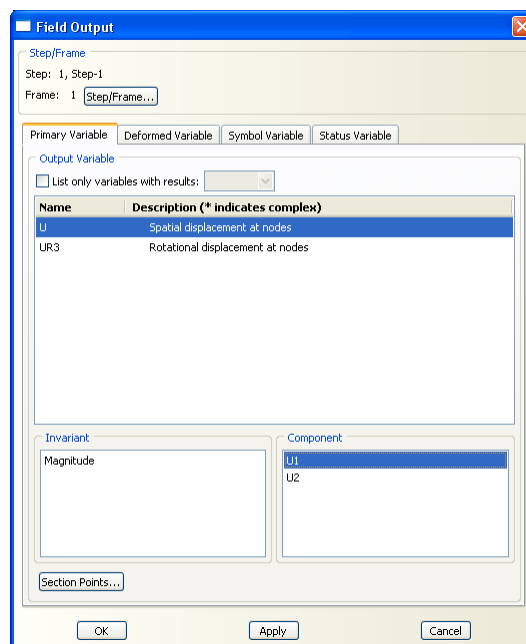 Field Output
Step/Frame
Step: 1, Step-1
Frame: 1 Step/Frame...
Primary Variable Deformed Variable Symbol Variable Status Variable
Output Variable
List only variables with results:
Name Description (* indicates complex)
U Spatial displacement at nodes
UR3 Rotational displacement at nodes
Invariant Component
Magnitude U1
U2
Section Points...
OK Apply Cancel